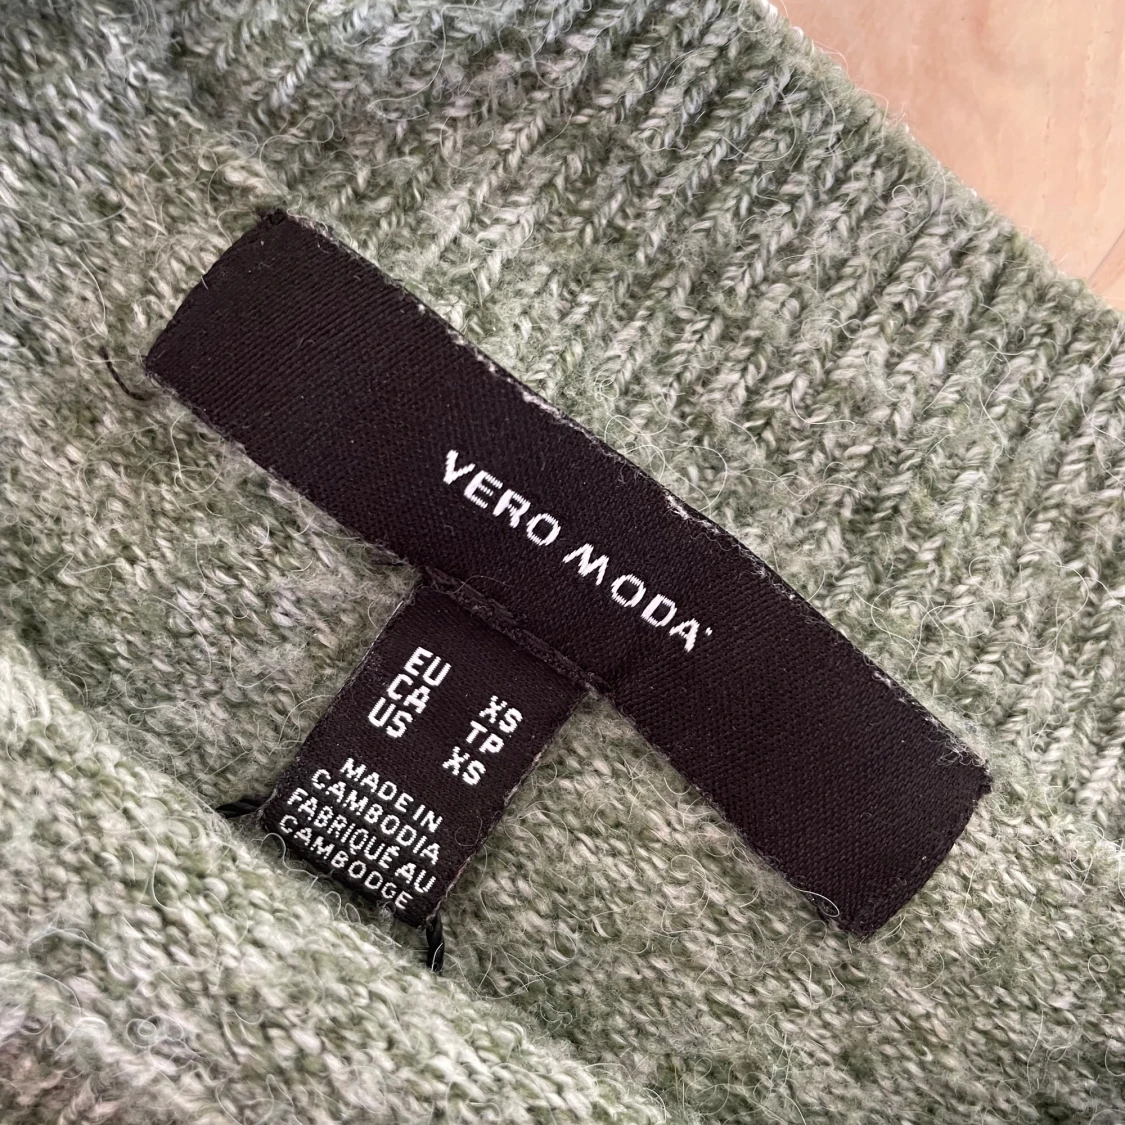 VERO MODA
EU XS
CA TP
US XS
MADE IN
CAMBODIA
FABRIQUÉ AU
CAMBODGE